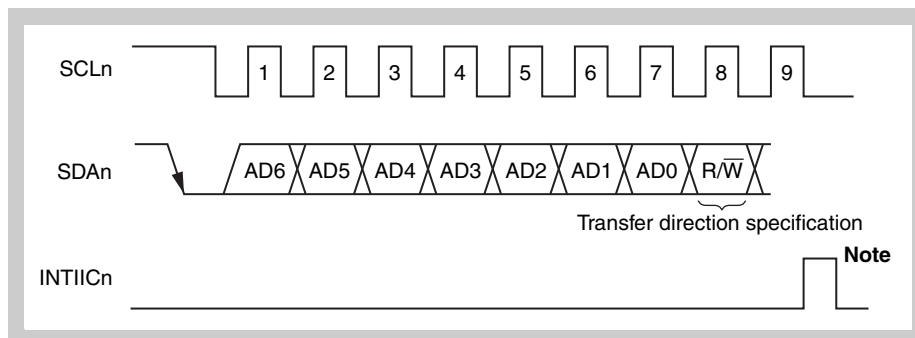 SCLn 1 2 3 4 5 6 7 8 9
SDAn AD6 AD5 AD4 AD3 AD2 AD1 AD0 R/W̅
Transfer direction specification
Note
INTIICn